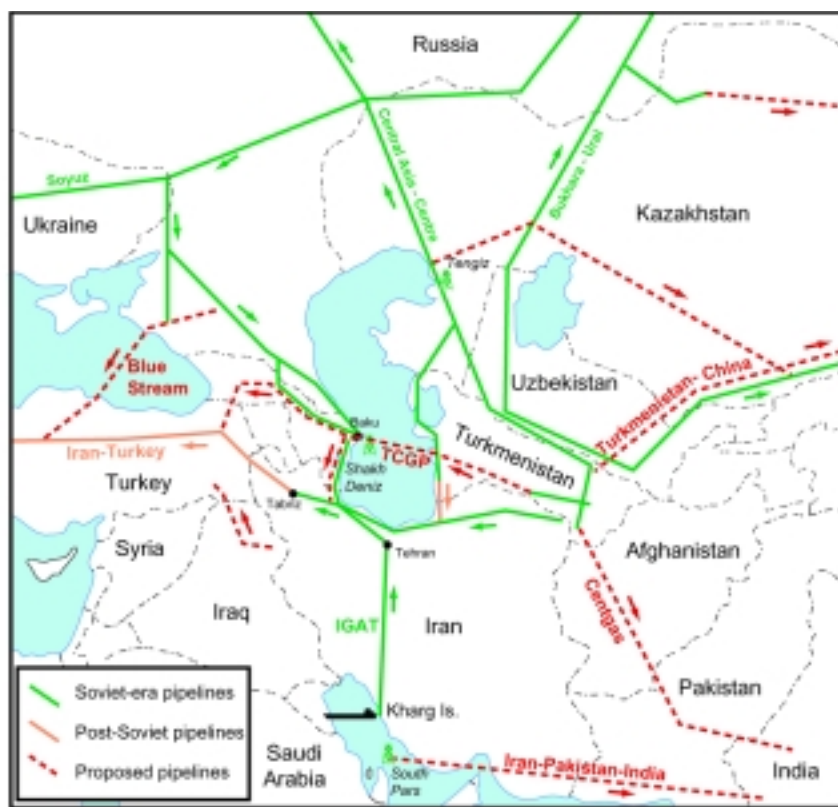 Russia
Central Asia - Centre
Bukhara - Ural
Soyuz
Ukraine
Kazakhstan
Tengiz
Blue
Stream
Uzbekistan
Turkmenistan- China
Baku
TCGP
Turkmenistan
Iran-Turkey
Shakh
Deniz
Turkey
Tabriz
Syria
Tehran
Afghanistan
Iraq
IGAT
Iran
Centgas
Soviet-era pipelines
Post-Soviet pipelines
Proposed pipelines
Kharg Is.
Pakistan
Saudi
Arabia
South
Pars
Iran-Pakistan-India
India